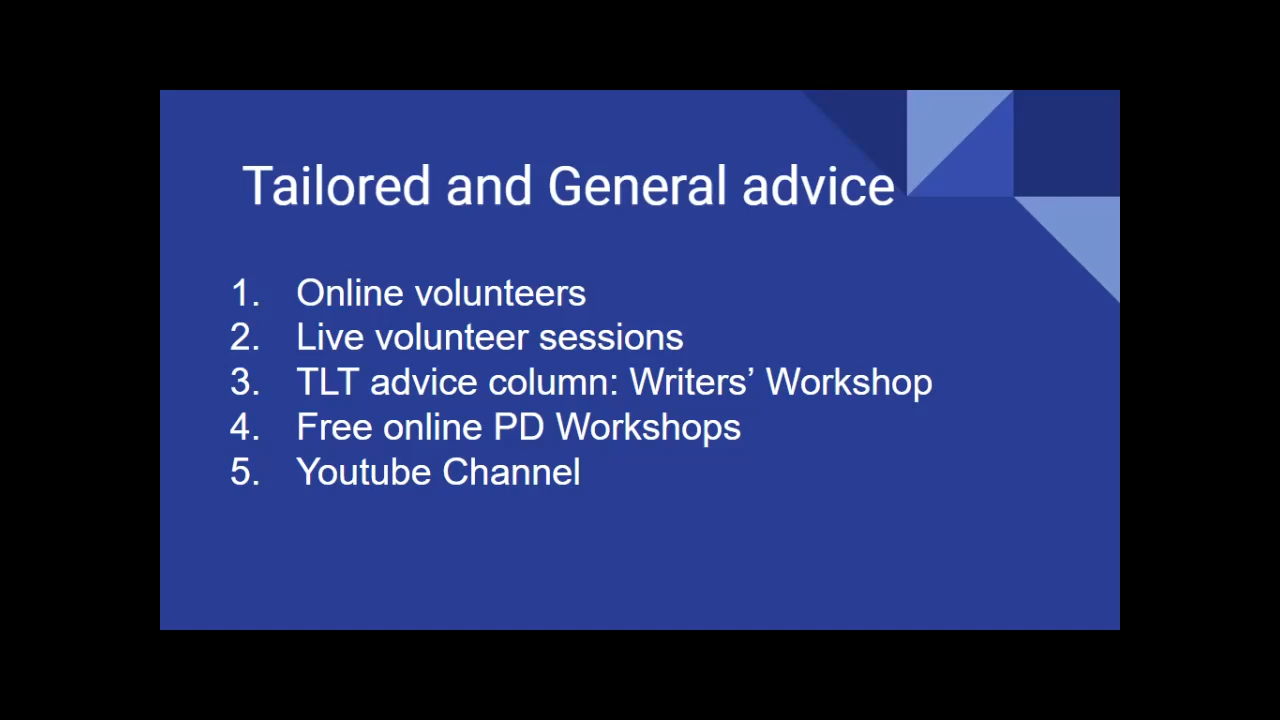 Tailored and General advice
1. Online volunteers
2. Live volunteer sessions
3. TLT advice column: Writers’ Workshop
4. Free online PD Workshops
5. Youtube Channel